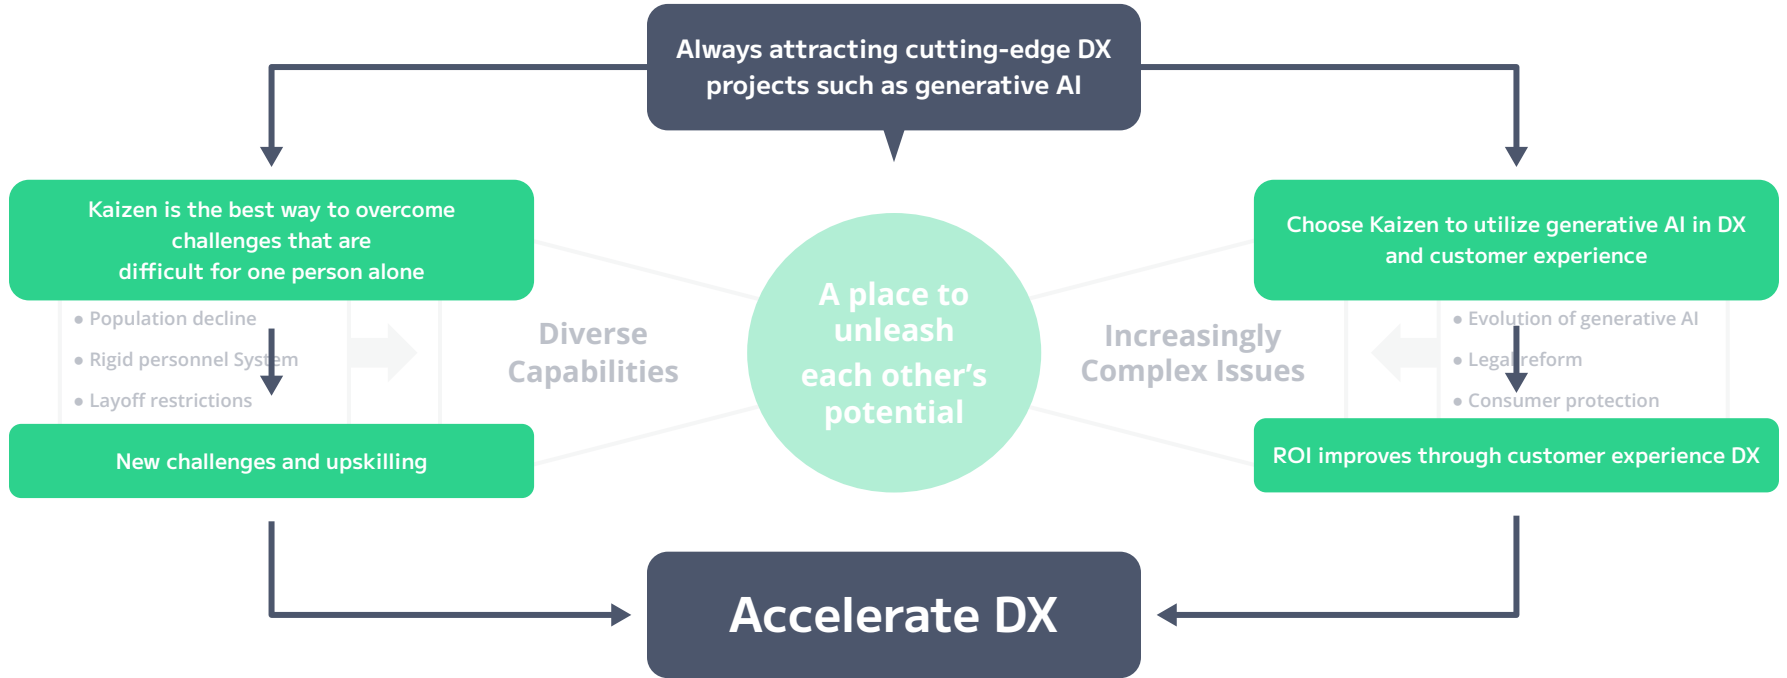 Always attracting cutting-edge DX
projects such as generative AI
Kaizen is the best way to overcome
challenges that are
difficult for one person alone
● Population decline
● Rigid personnel System
● Layoff restrictions
New challenges and upskilling
Diverse
Capabilities
A place to
unleash
each other’s
potential
Increasingly
Complex Issues
Choose Kaizen to utilize generative AI in DX
and customer experience
● Evolution of generative AI
● Legal reform
● Consumer protection
ROI improves through customer experience DX
Accelerate DX